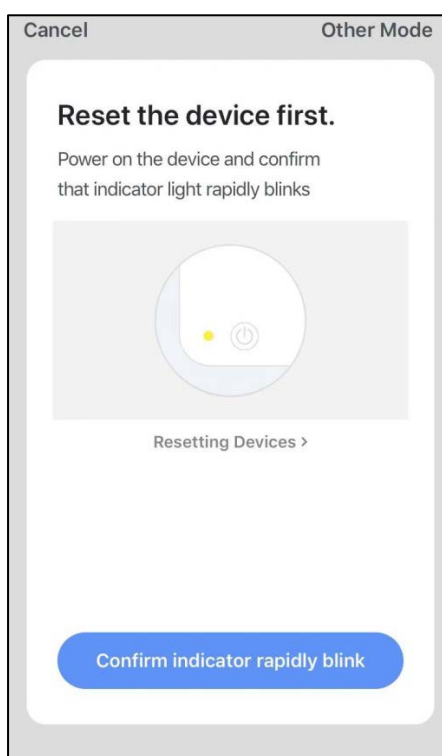 Cancel
Other Mode
Reset the device first.
Power on the device and confirm
that indicator light rapidly blinks
Resetting Devices >
Confirm indicator rapidly blink